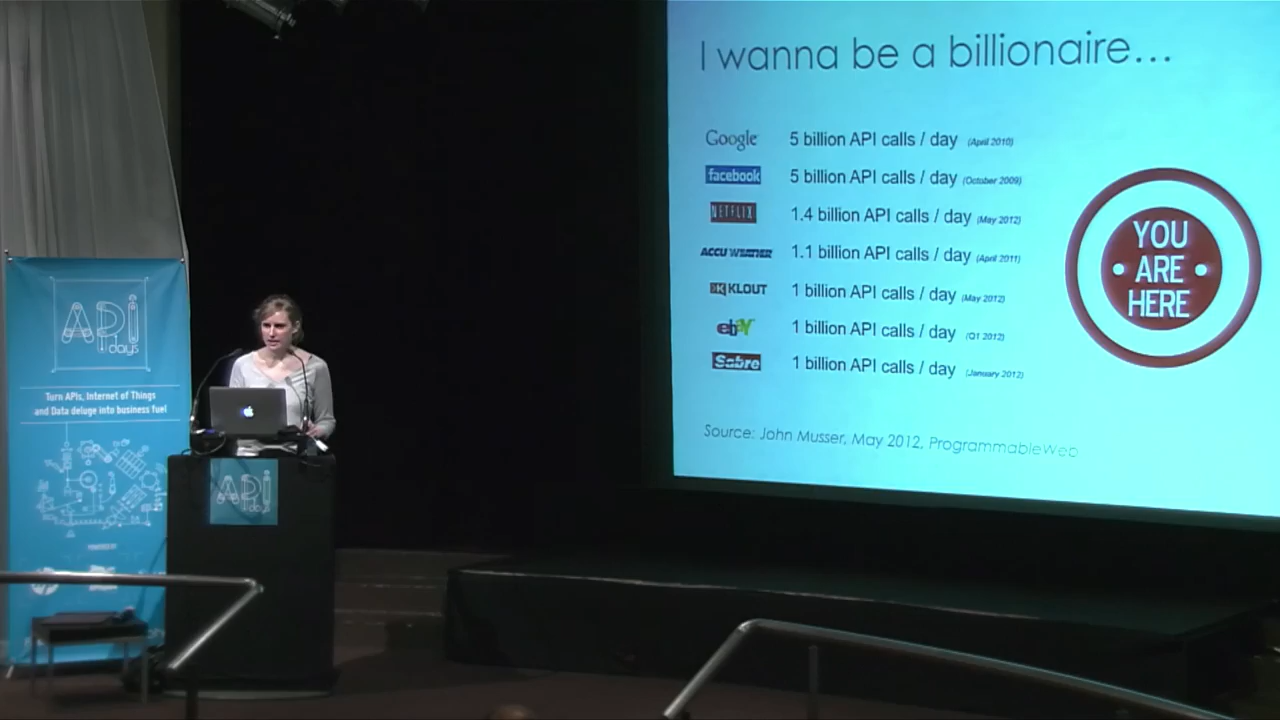 I wanna be a billionaire...
Google 5 billion API calls / day (April 2010)
facebook 5 billion API calls / day (October 2009)
NETFLIX 1.4 billion API calls / day (May 2012)
ACCU WEATHER 1.1 billion API calls / day (April 2011)
KLOUT 1 billion API calls / day (May 2012)
ebay 1 billion API calls / day (Q1 2012)
Sabre 1 billion API calls / day (January 2012)
Source: John Musser, May 2012, ProgrammableWeb
YOU
ARE
HERE
API
days
Turn APIs, Internet of Things
and Data deluge into business fuel
POWERED BY
hp
API
days